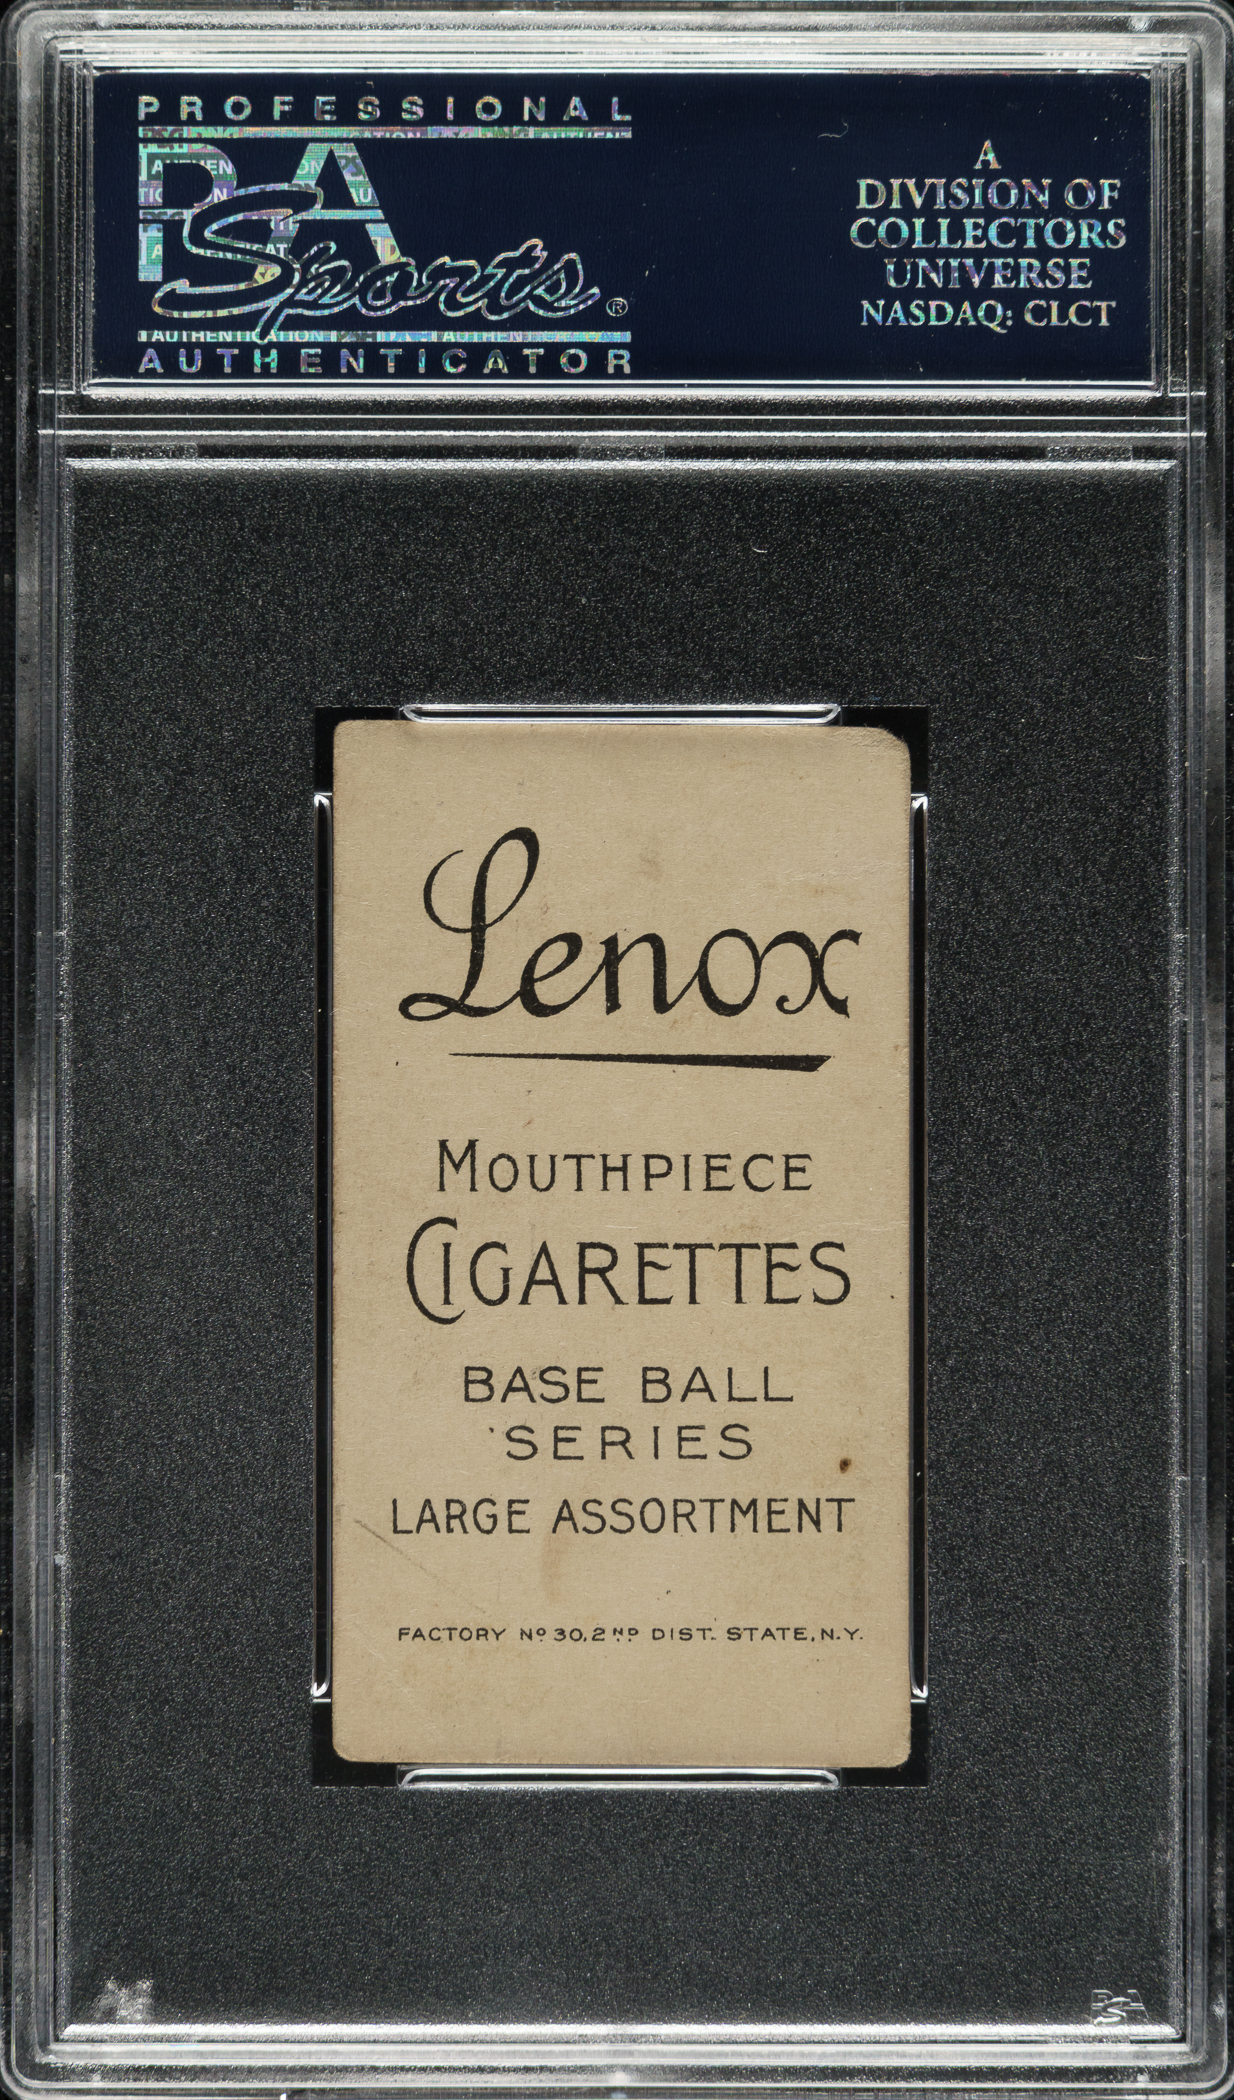 PROFESSIONAL
PSA
Sports®
AUTHENTICATOR
A
DIVISION OF
COLLECTORS
UNIVERSE
NASDAQ: CLCT
Lenox
MOUTHPIECE
CIGARETTES
BASE BALL
SERIES
LARGE ASSORTMENT
FACTORY Nº 30, 2ND DIST. STATE, N.Y.
PSA